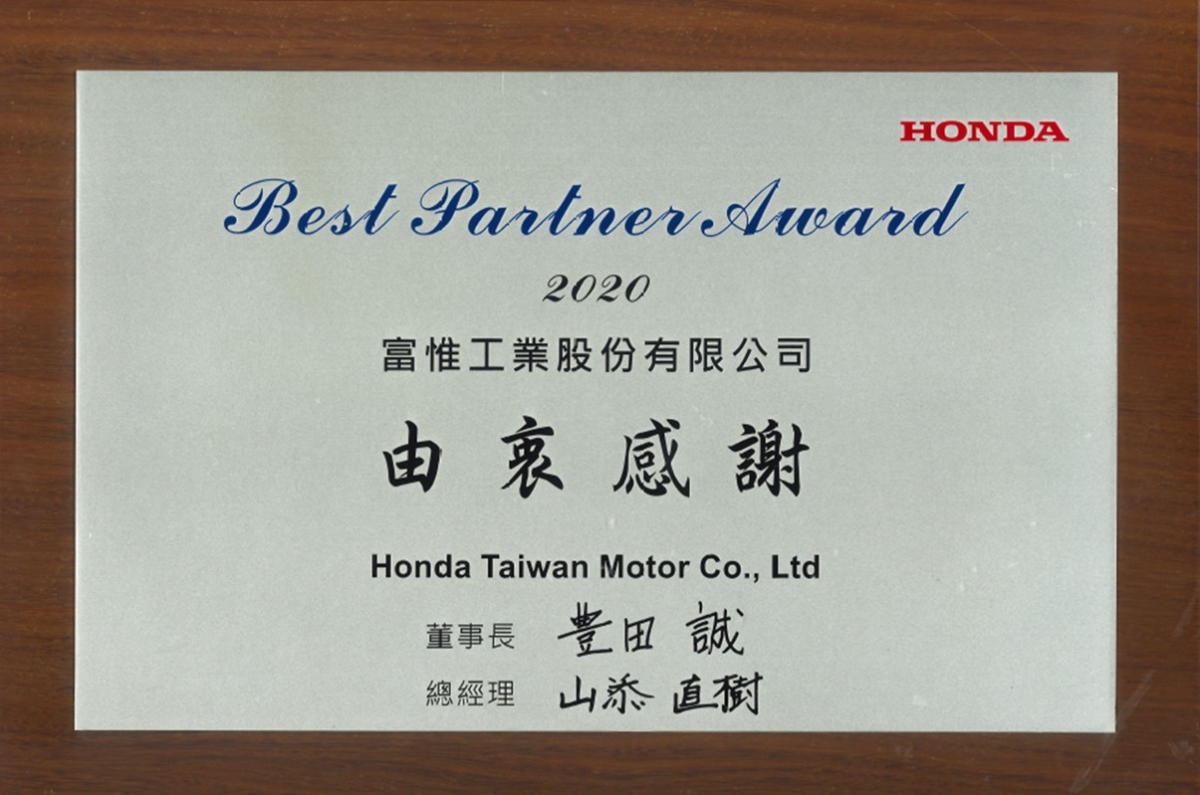 HONDA
Best Partner Award
2020
富惟工業股份有限公司
由衷感謝
Honda Taiwan Motor Co., Ltd
董事長 豊田 誠
總經理 山添 直樹